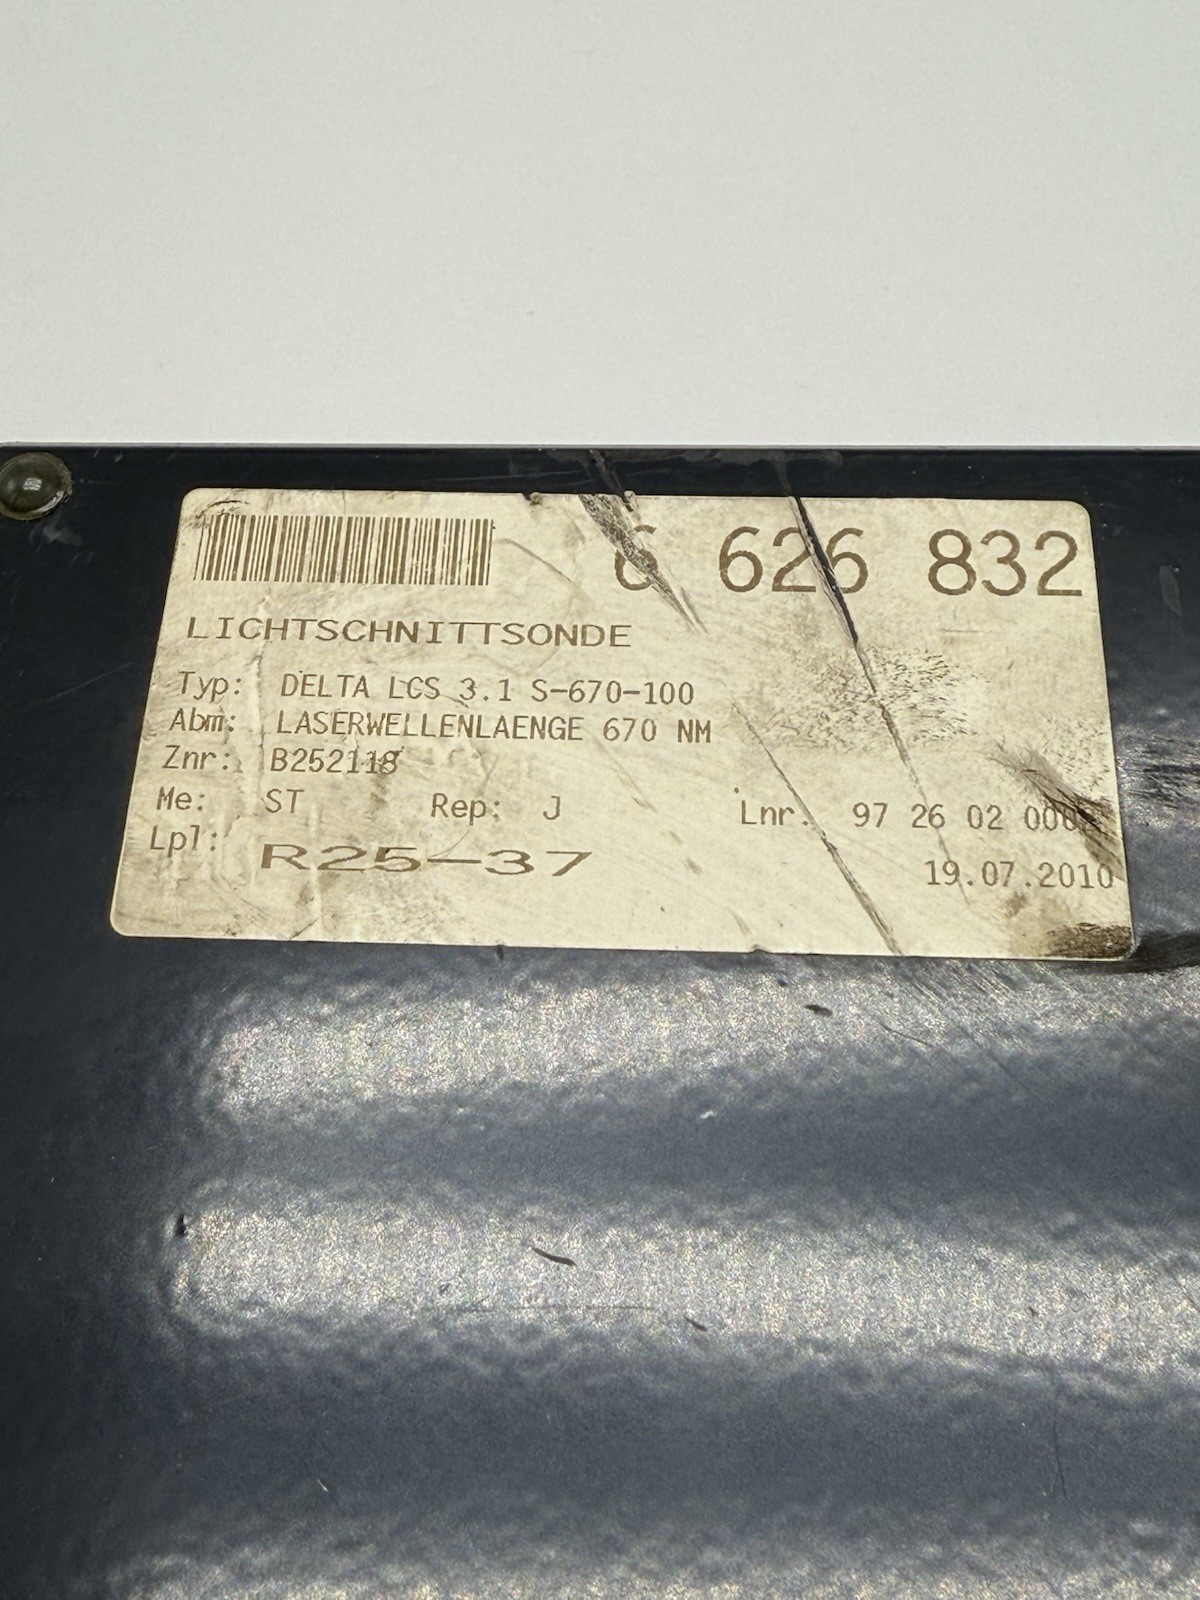 6 626 832
LICHTSCHNITTSONDE
Typ: DELTA LCS 3.1 S-670-100
Abm: LASERWELLENLAENGE 670 NM
Znr: B252118
Me: ST Rep: J Lnr: 97 26 02 0002
Lpl: R25-37
19.07.2010